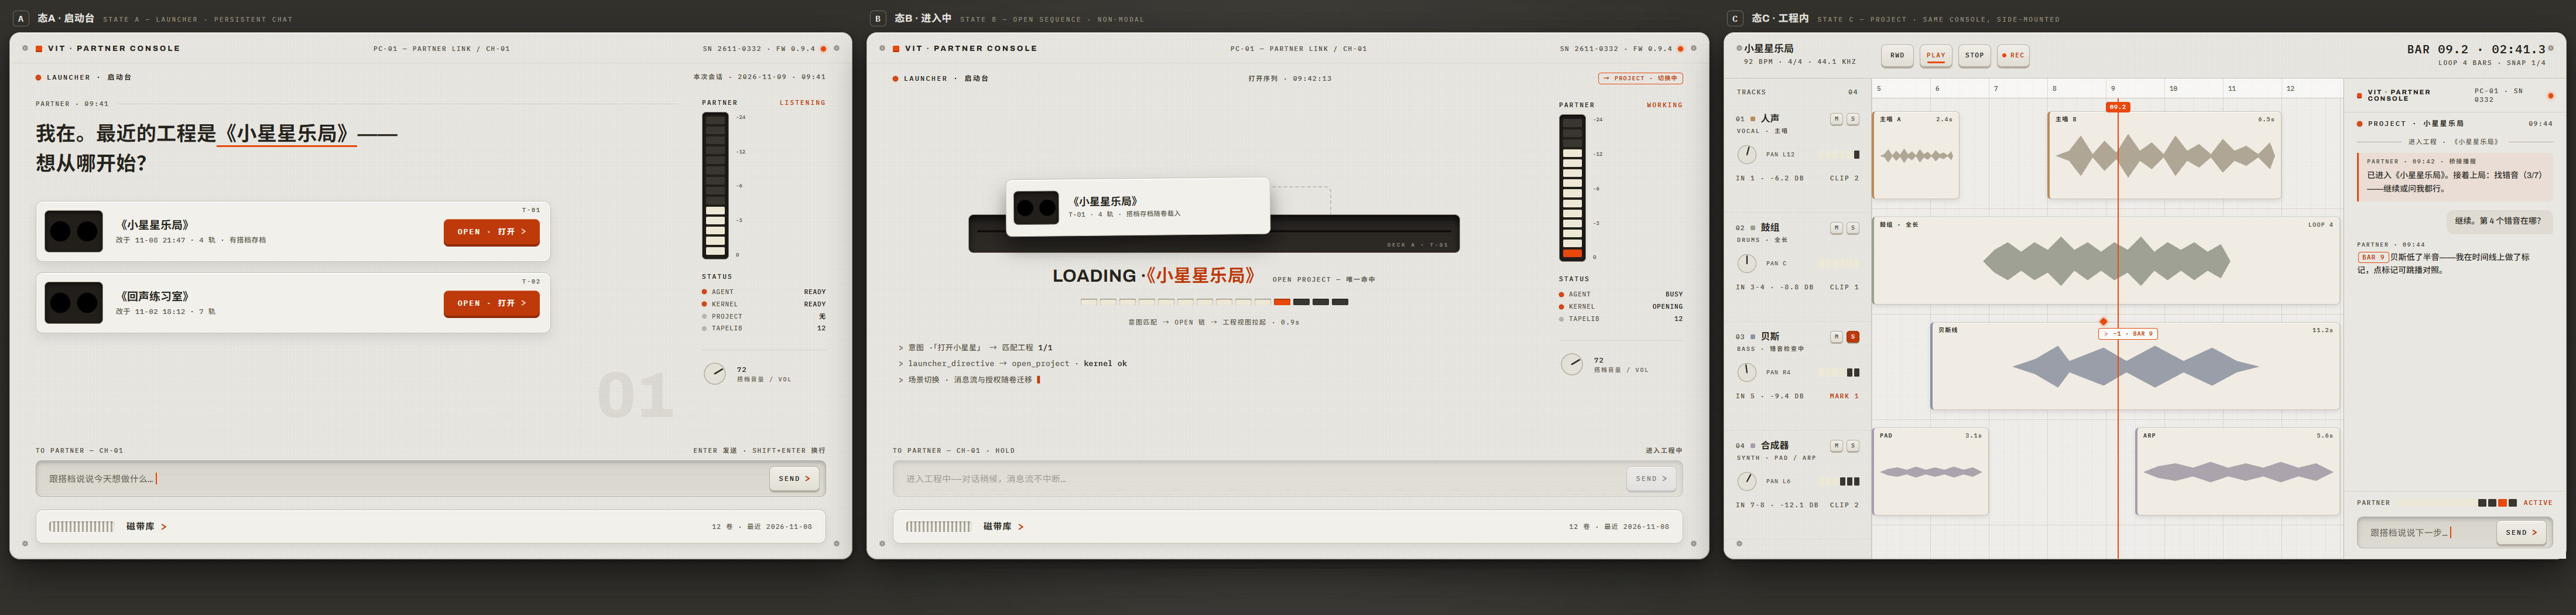 A 态A · 启动台 STATE A — LAUNCHER · PERSISTENT CHAT
VIT · PARTNER CONSOLE
PC-01 — PARTNER LINK / CH-01
SN 2611-0332 · FW 0.9.4
LAUNCHER · 启动台
本次会话 · 2026-11-09 · 09:41
PARTNER · 09:41
我在。最近的工程是《小星星乐局》——
想从哪开始？
T-01
《小星星乐局》
改于 11-08 21:47 · 4 轨 · 有搭档存档
OPEN · 打开 >
T-02
《回声练习室》
改于 11-02 18:12 · 7 轨
OPEN · 打开 >
01
PARTNER LISTENING
-24
-12
-6
-3
0
STATUS
AGENT READY
KERNEL READY
PROJECT 无
TAPELIB 12
72
搭档音量 / VOL
TO PARTNER — CH-01
ENTER 发送 · SHIFT+ENTER 换行
跟搭档说说今天想做什么…
SEND >
磁带库 >
12 卷 · 最近 2026-11-08
B 态B · 进入中 STATE B — OPEN SEQUENCE · NON-MODAL
VIT · PARTNER CONSOLE
PC-01 — PARTNER LINK / CH-01
SN 2611-0332 · FW 0.9.4
LAUNCHER · 启动台
打开序列 · 09:42:13
→ PROJECT · 切换中
《小星星乐局》
T-01 · 4 轨 · 搭档存档随卷载入
DECK A · T-01
LOADING ·《小星星乐局》 OPEN PROJECT — 唯一命中
意图匹配 → OPEN 链 → 工程视图拉起 · 0.9s
> 意图 ·「打开小星星」 → 匹配工程 1/1
> launcher_directive → open_project · kernel ok
> 场景切换 · 消息流与授权随卷迁移
PARTNER WORKING
-24
-12
-6
-3
0
STATUS
AGENT BUSY
KERNEL OPENING
TAPELIB 12
72
搭档音量 / VOL
TO PARTNER — CH-01 · HOLD
进入工程中
进入工程中——对话稍候，消息流不中断…
SEND >
磁带库 >
12 卷 · 最近 2026-11-08
C 态C · 工程内 STATE C — PROJECT · SAME CONSOLE, SIDE-MOUNTED
小星星乐局
92 BPM · 4/4 · 44.1 KHZ
RWD
PLAY
STOP
REC
BAR 09.2 · 02:41.3
LOOP 4 BARS · SNAP 1/4
TRACKS 04
01 人声 M S
VOCAL · 主唱
PAN L12
IN 1 · -6.2 DB CLIP 2
02 鼓组 M S
DRUMS · 全长
PAN C
IN 3-4 · -8.8 DB CLIP 1
03 贝斯 M S
BASS · 错音检查中
PAN R4
IN 5 · -9.4 DB MARK 1
04 合成器 M S
SYNTH · PAD / ARP
PAN L6
IN 7-8 · -12.1 DB CLIP 2
5 6 7 8 9 10 11 12
09.2
主唱 A 2.4s
主唱 B 6.5s
鼓组 · 全长 LOOP 4
贝斯线 11.2s
♭ -1 · BAR 9
PAD 3.1s
ARP 5.6s
VIT · PARTNER CONSOLE
PC-01 · SN 0332
PROJECT · 小星星乐局 09:44
进入工程 · 《小星星乐局》
PARTNER · 09:42 · 桥接播报
已进入《小星星乐局》。接着上局：找错音（3/7）
——继续或问我都行。
继续。第 4 个错音在哪？
PARTNER · 09:44
BAR 9 贝斯低了半音——我在时间线上做了标
记，点标记可跳播对照。
PARTNER ACTIVE
跟搭档说说下一步…
SEND >